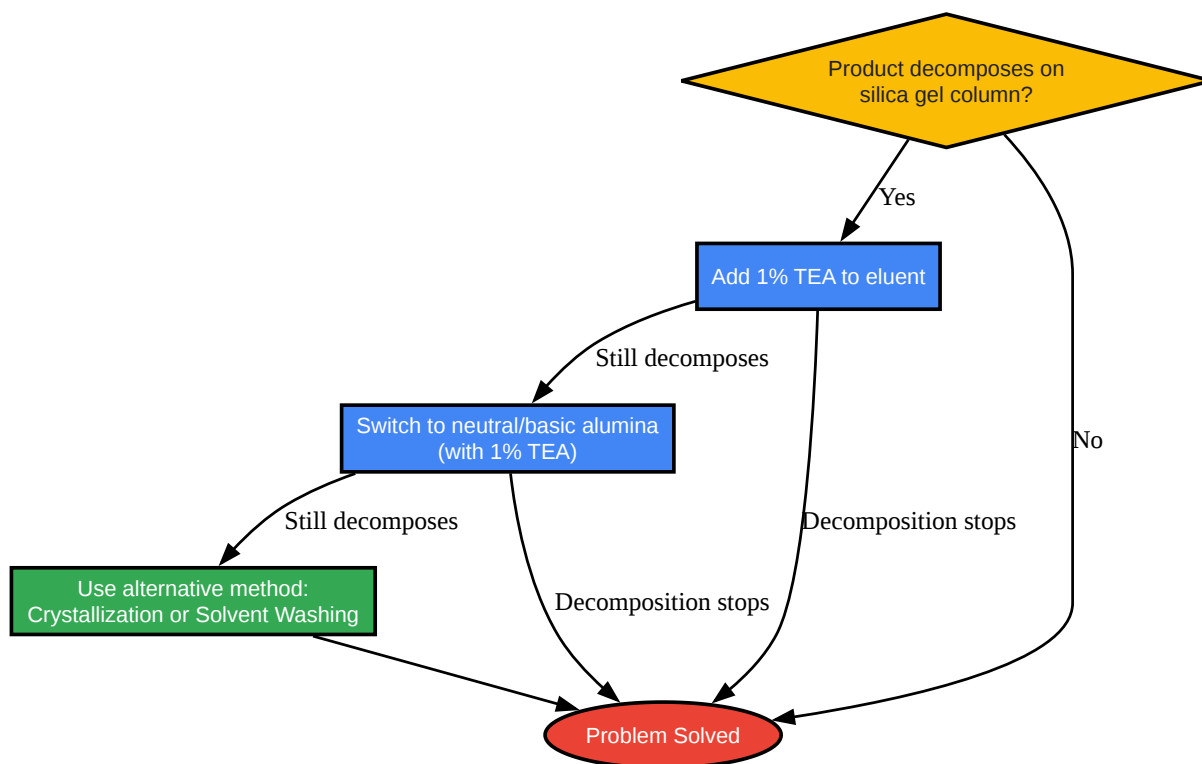 Product decomposes on
silica gel column?
Yes
Add 1% TEA to eluent
Still decomposes
Switch to neutral/basic alumina
(with 1% TEA)
No
Still decomposes
Decomposition stops
Use alternative method:
Crystallization or Solvent Washing
Decomposition stops
Problem Solved